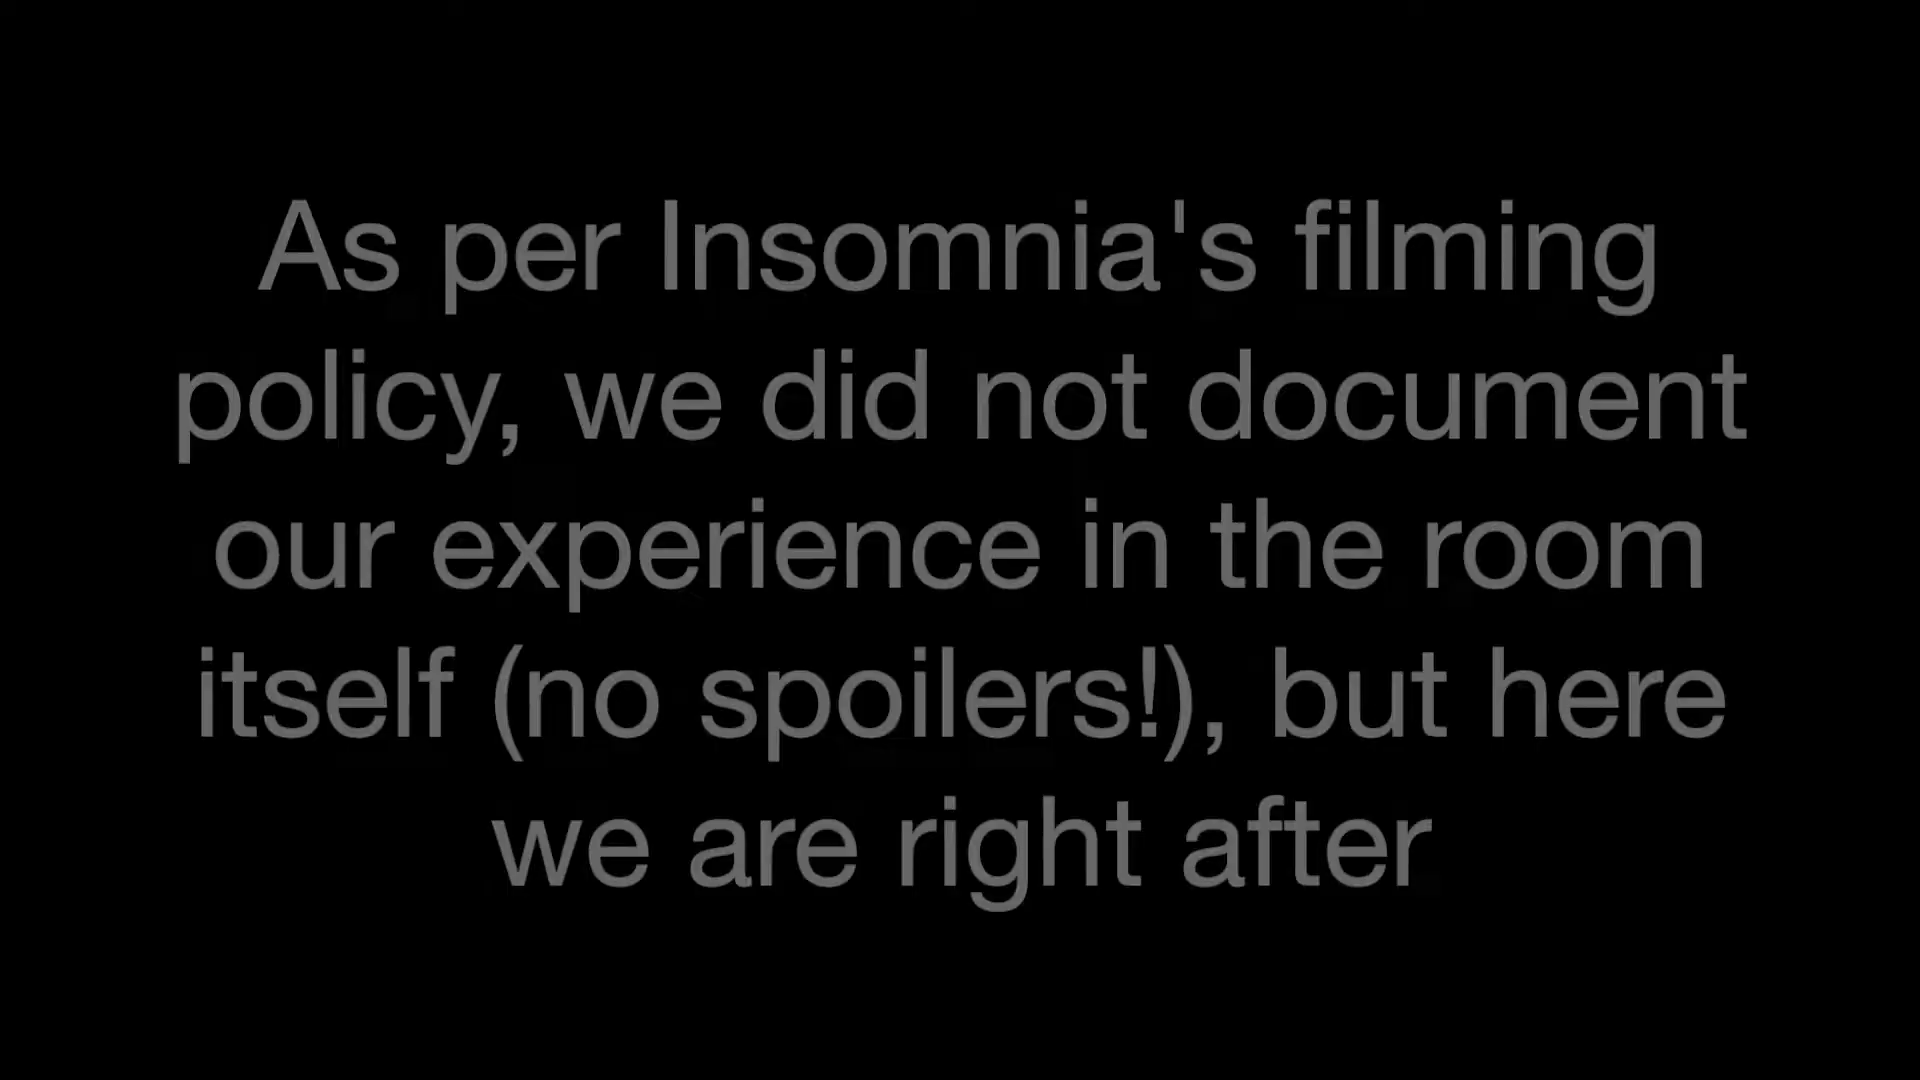 As per Insomnia's filming
policy, we did not document
our experience in the room
itself (no spoilers!), but here
we are right after